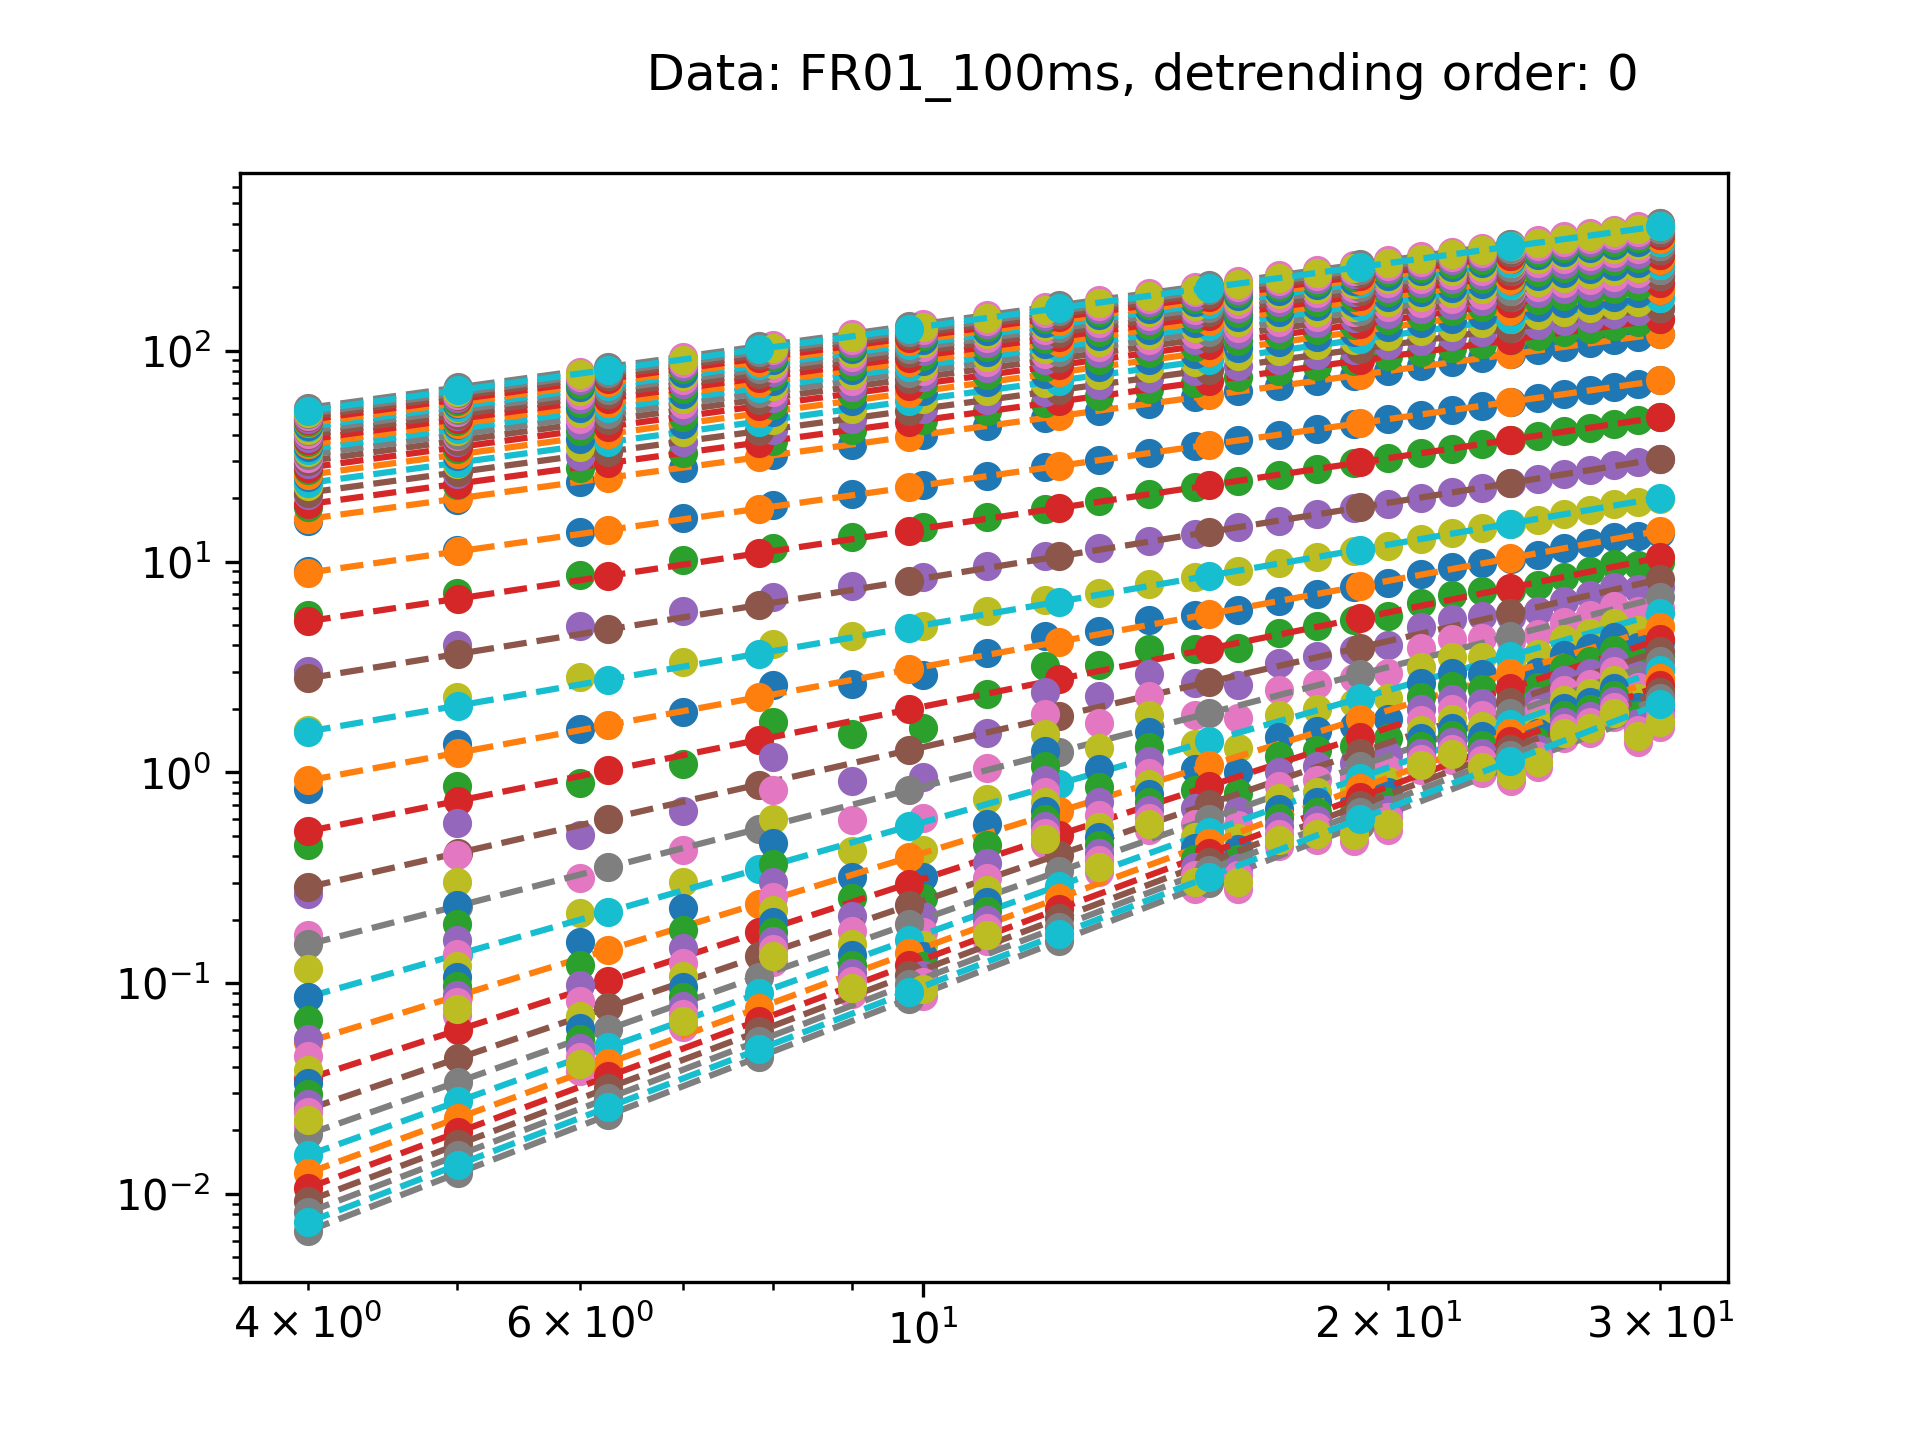 Data: FR01_100ms, detrending order: 0
10²
10¹
10⁰
10⁻¹
10⁻²
4 × 10⁰ 6 × 10⁰ 10¹ 2 × 10¹ 3 × 10¹